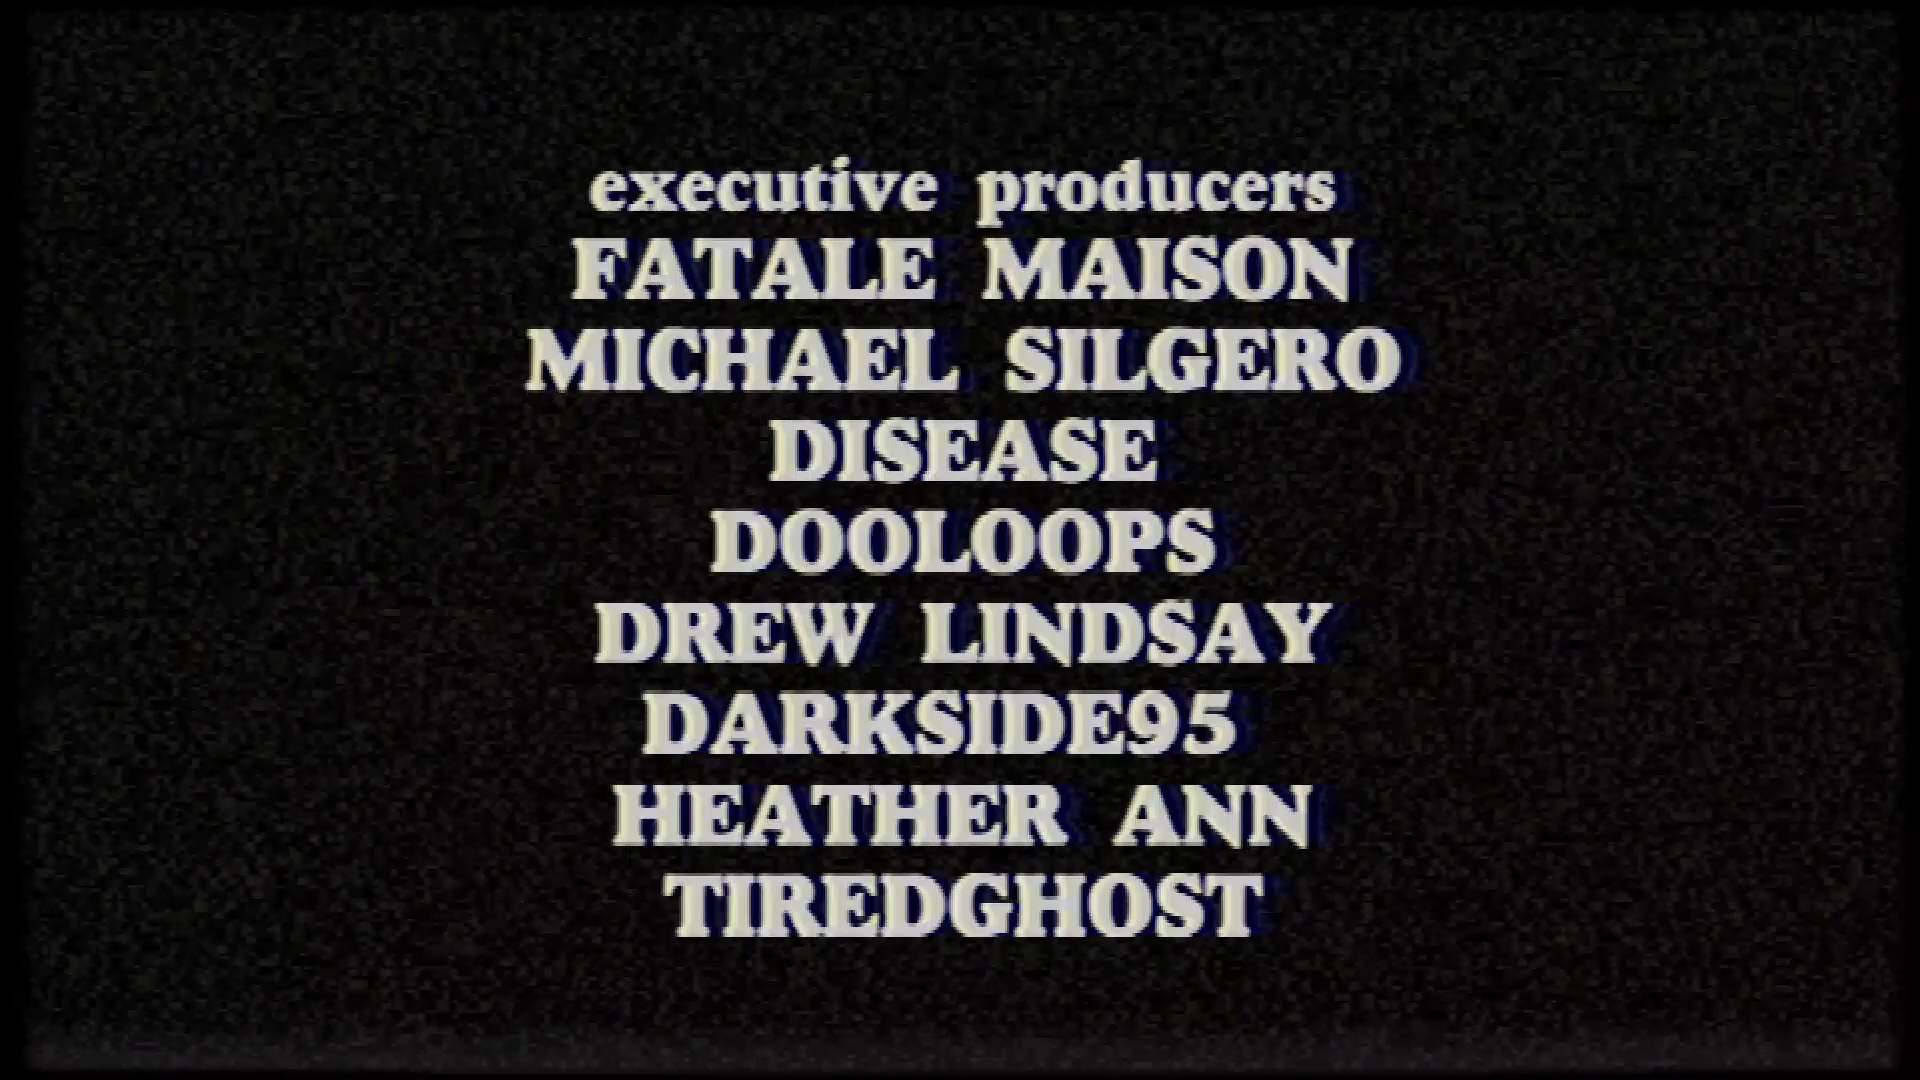 executive producers
FATALE MAISON
MICHAEL SILGERO
DISEASE
DOOLOOPS
DREW LINDSAY
DARKSIDE95
HEATHER ANN
TIREDGHOST